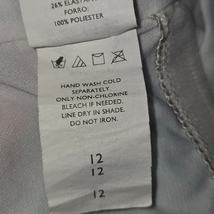 26% ELASTAN
FORRO:
100% POLIESTER
HAND WASH COLD
SEPARATELY.
ONLY NON-CHLORINE
BLEACH IF NEEDED.
LINE DRY IN SHADE.
DO NOT IRON.
12
12
12